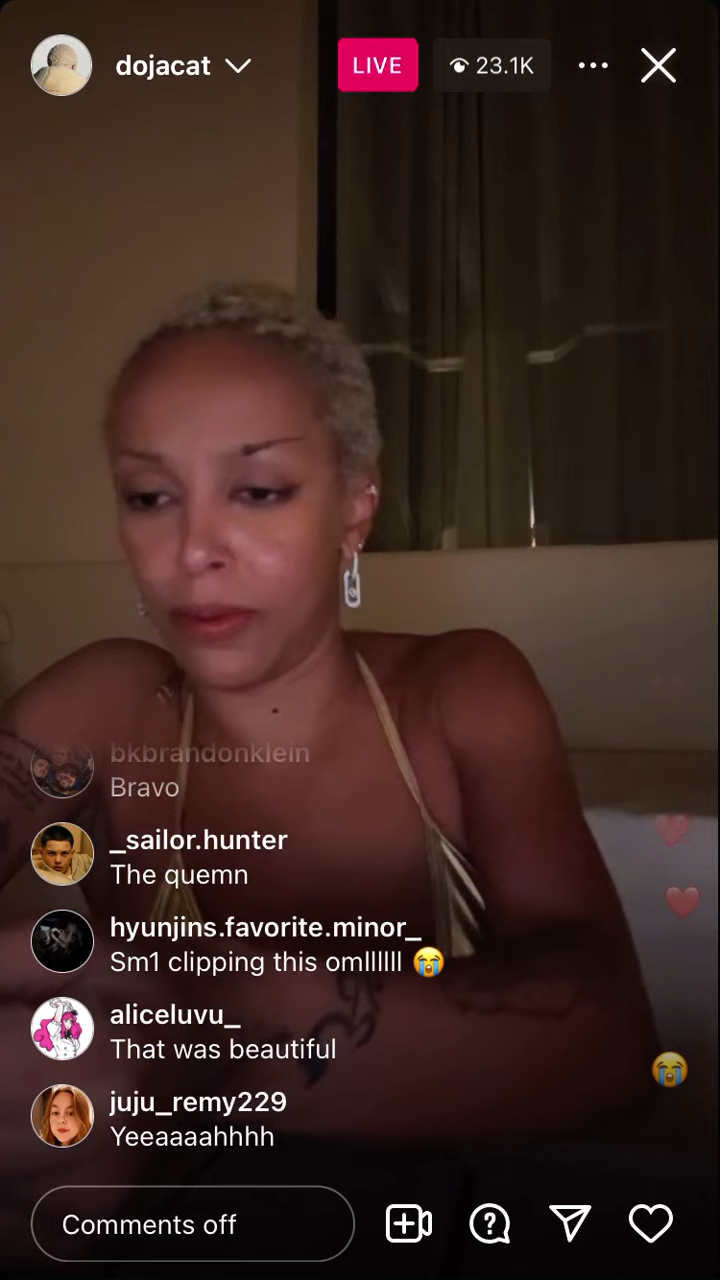 dojacat
LIVE
23.1K
bkbrandonklein
Bravo
_sailor.hunter
The quemn
hyunjins.favorite.minor_
Sm1 clipping this omllllll 😭
aliceluvu_
That was beautiful
juju_remy229
Yeeaaaahhhh
Comments off